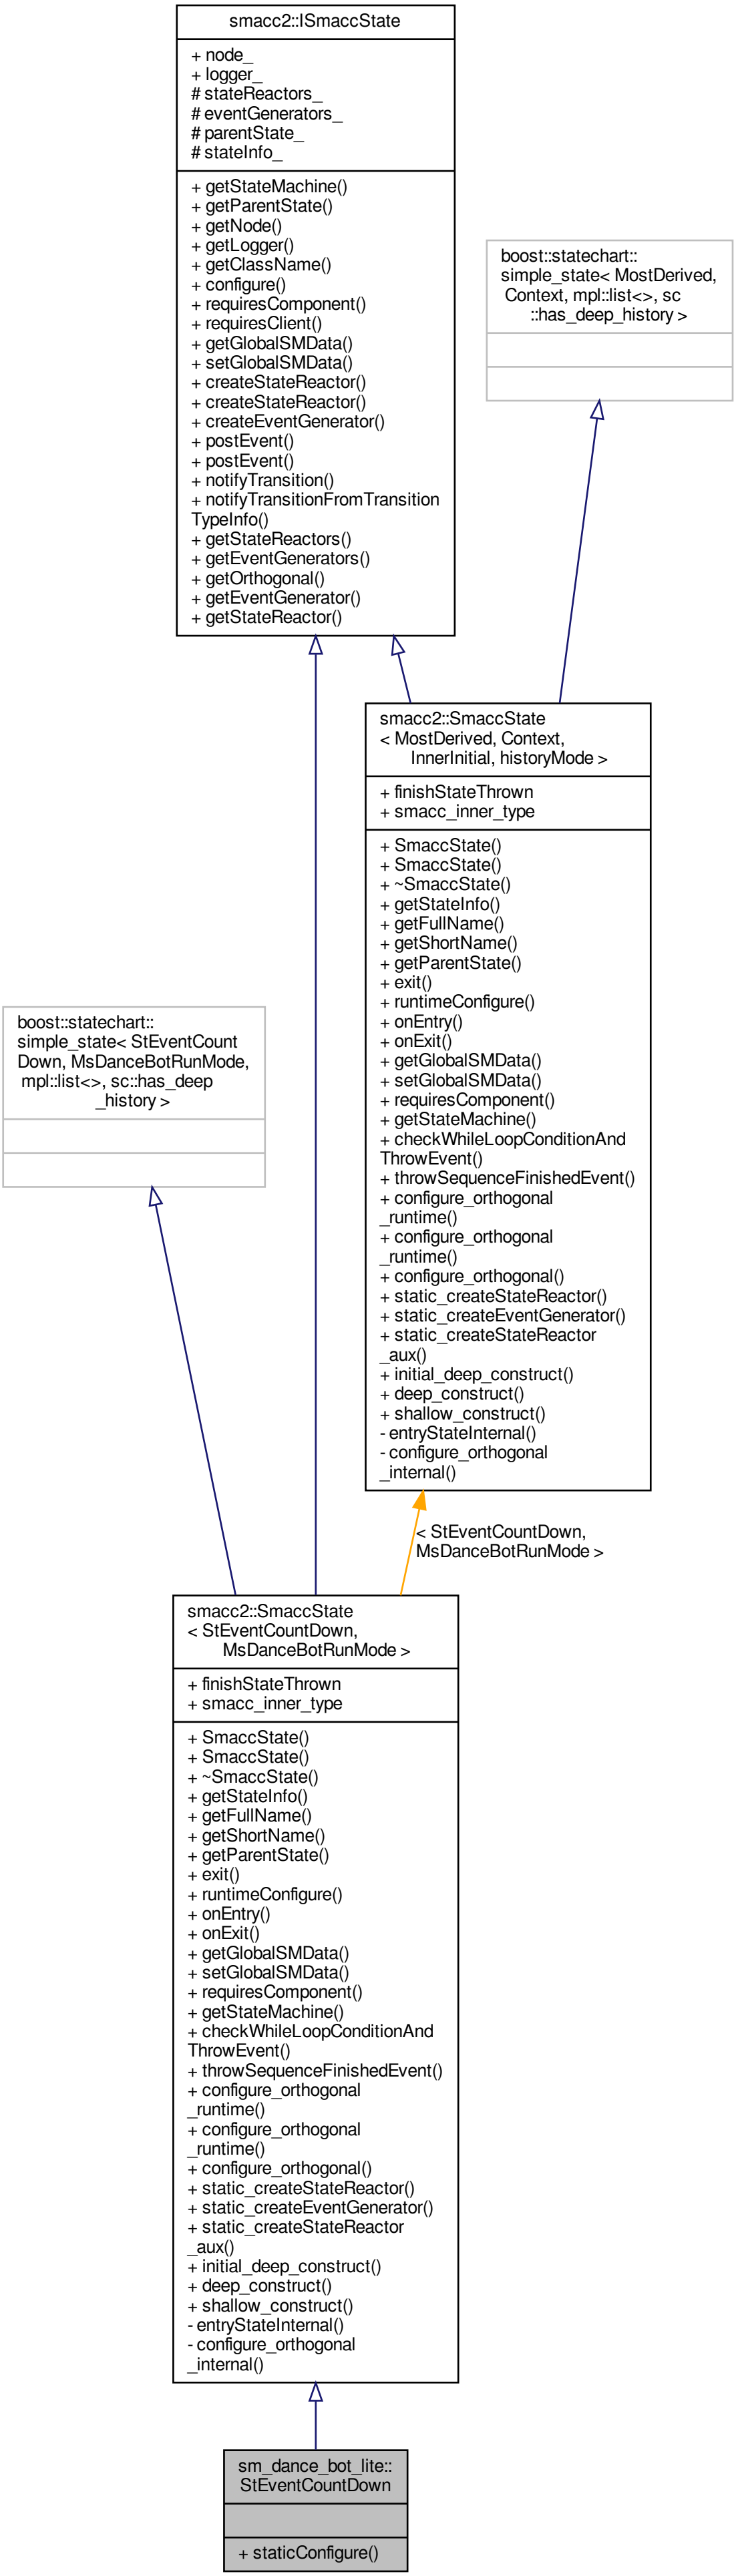 smacc2::ISmaccState
+ node_
+ logger_
# stateReactors_
# eventGenerators_
# parentState_
# stateInfo_
+ getStateMachine()
+ getParentState()
+ getNode()
+ getLogger()
+ getClassName()
+ configure()
+ requiresComponent()
+ requiresClient()
+ getGlobalSMData()
+ setGlobalSMData()
+ createStateReactor()
+ createStateReactor()
+ createEventGenerator()
+ postEvent()
+ postEvent()
+ notifyTransition()
+ notifyTransitionFromTransition
TypeInfo()
+ getStateReactors()
+ getEventGenerators()
+ getOrthogonal()
+ getEventGenerator()
+ getStateReactor()
boost::statechart::
simple_state< MostDerived,
Context, mpl::list<>, sc
::has_deep_history >
smacc2::SmaccState
< MostDerived, Context,
InnerInitial, historyMode >
+ finishStateThrown
+ smacc_inner_type
+ SmaccState()
+ SmaccState()
+ ~SmaccState()
+ getStateInfo()
+ getFullName()
+ getShortName()
+ getParentState()
+ exit()
+ runtimeConfigure()
+ onEntry()
+ onExit()
+ getGlobalSMData()
+ setGlobalSMData()
+ requiresComponent()
+ getStateMachine()
+ checkWhileLoopConditionAnd
ThrowEvent()
+ throwSequenceFinishedEvent()
+ configure_orthogonal
_runtime()
+ configure_orthogonal
_runtime()
+ configure_orthogonal()
+ static_createStateReactor()
+ static_createEventGenerator()
+ static_createStateReactor
_aux()
+ initial_deep_construct()
+ deep_construct()
+ shallow_construct()
- entryStateInternal()
- configure_orthogonal
_internal()
boost::statechart::
simple_state< StEventCount
Down, MsDanceBotRunMode,
mpl::list<>, sc::has_deep
_history >
< StEventCountDown,
MsDanceBotRunMode >
smacc2::SmaccState
< StEventCountDown,
MsDanceBotRunMode >
+ finishStateThrown
+ smacc_inner_type
+ SmaccState()
+ SmaccState()
+ ~SmaccState()
+ getStateInfo()
+ getFullName()
+ getShortName()
+ getParentState()
+ exit()
+ runtimeConfigure()
+ onEntry()
+ onExit()
+ getGlobalSMData()
+ setGlobalSMData()
+ requiresComponent()
+ getStateMachine()
+ checkWhileLoopConditionAnd
ThrowEvent()
+ throwSequenceFinishedEvent()
+ configure_orthogonal
_runtime()
+ configure_orthogonal
_runtime()
+ configure_orthogonal()
+ static_createStateReactor()
+ static_createEventGenerator()
+ static_createStateReactor
_aux()
+ initial_deep_construct()
+ deep_construct()
+ shallow_construct()
- entryStateInternal()
- configure_orthogonal
_internal()
sm_dance_bot_lite::
StEventCountDown
+ staticConfigure()